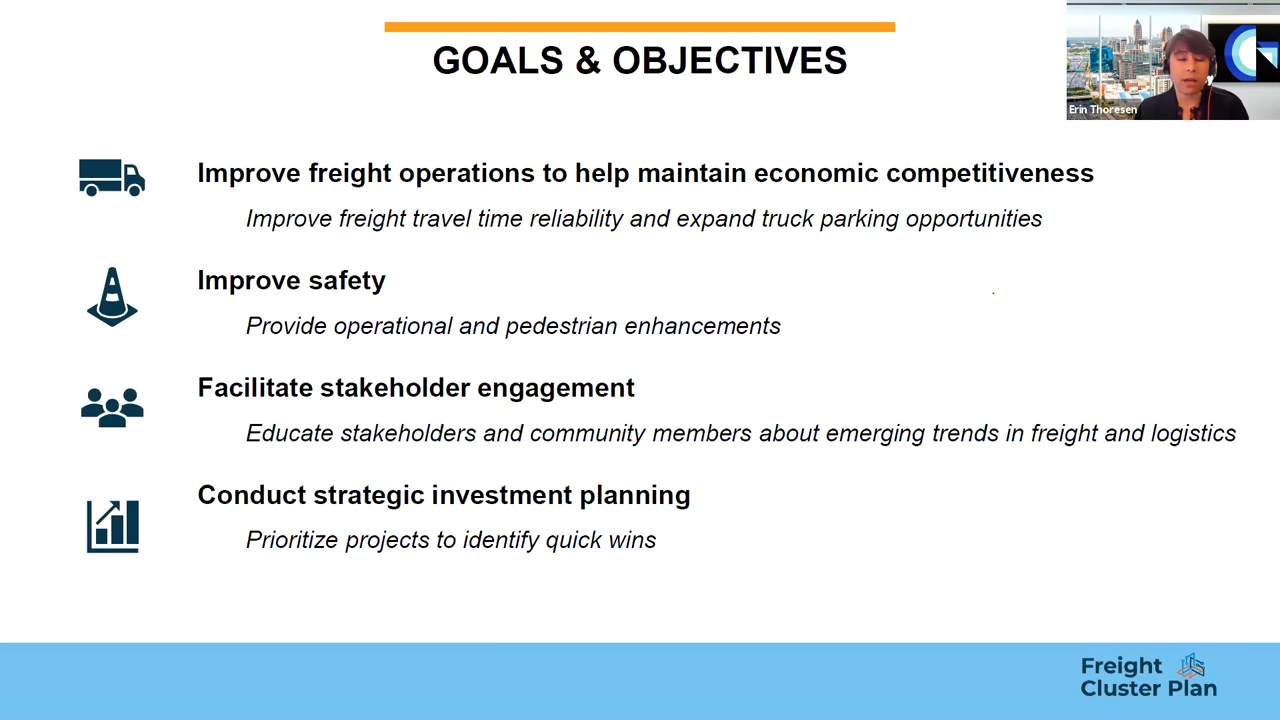 GOALS & OBJECTIVES
Erin Thoresen
Improve freight operations to help maintain economic competitiveness
Improve freight travel time reliability and expand truck parking opportunities
Improve safety
Provide operational and pedestrian enhancements
Facilitate stakeholder engagement
Educate stakeholders and community members about emerging trends in freight and logistics
Conduct strategic investment planning
Prioritize projects to identify quick wins
Freight
Cluster Plan